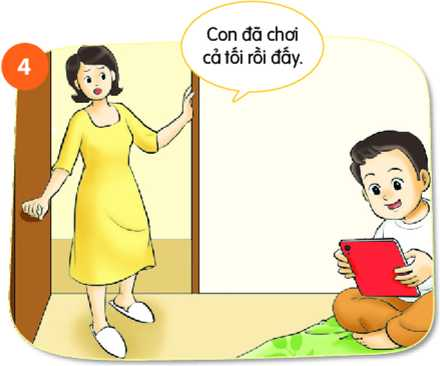 4
Con đã chơi
cả tối rồi đấy.